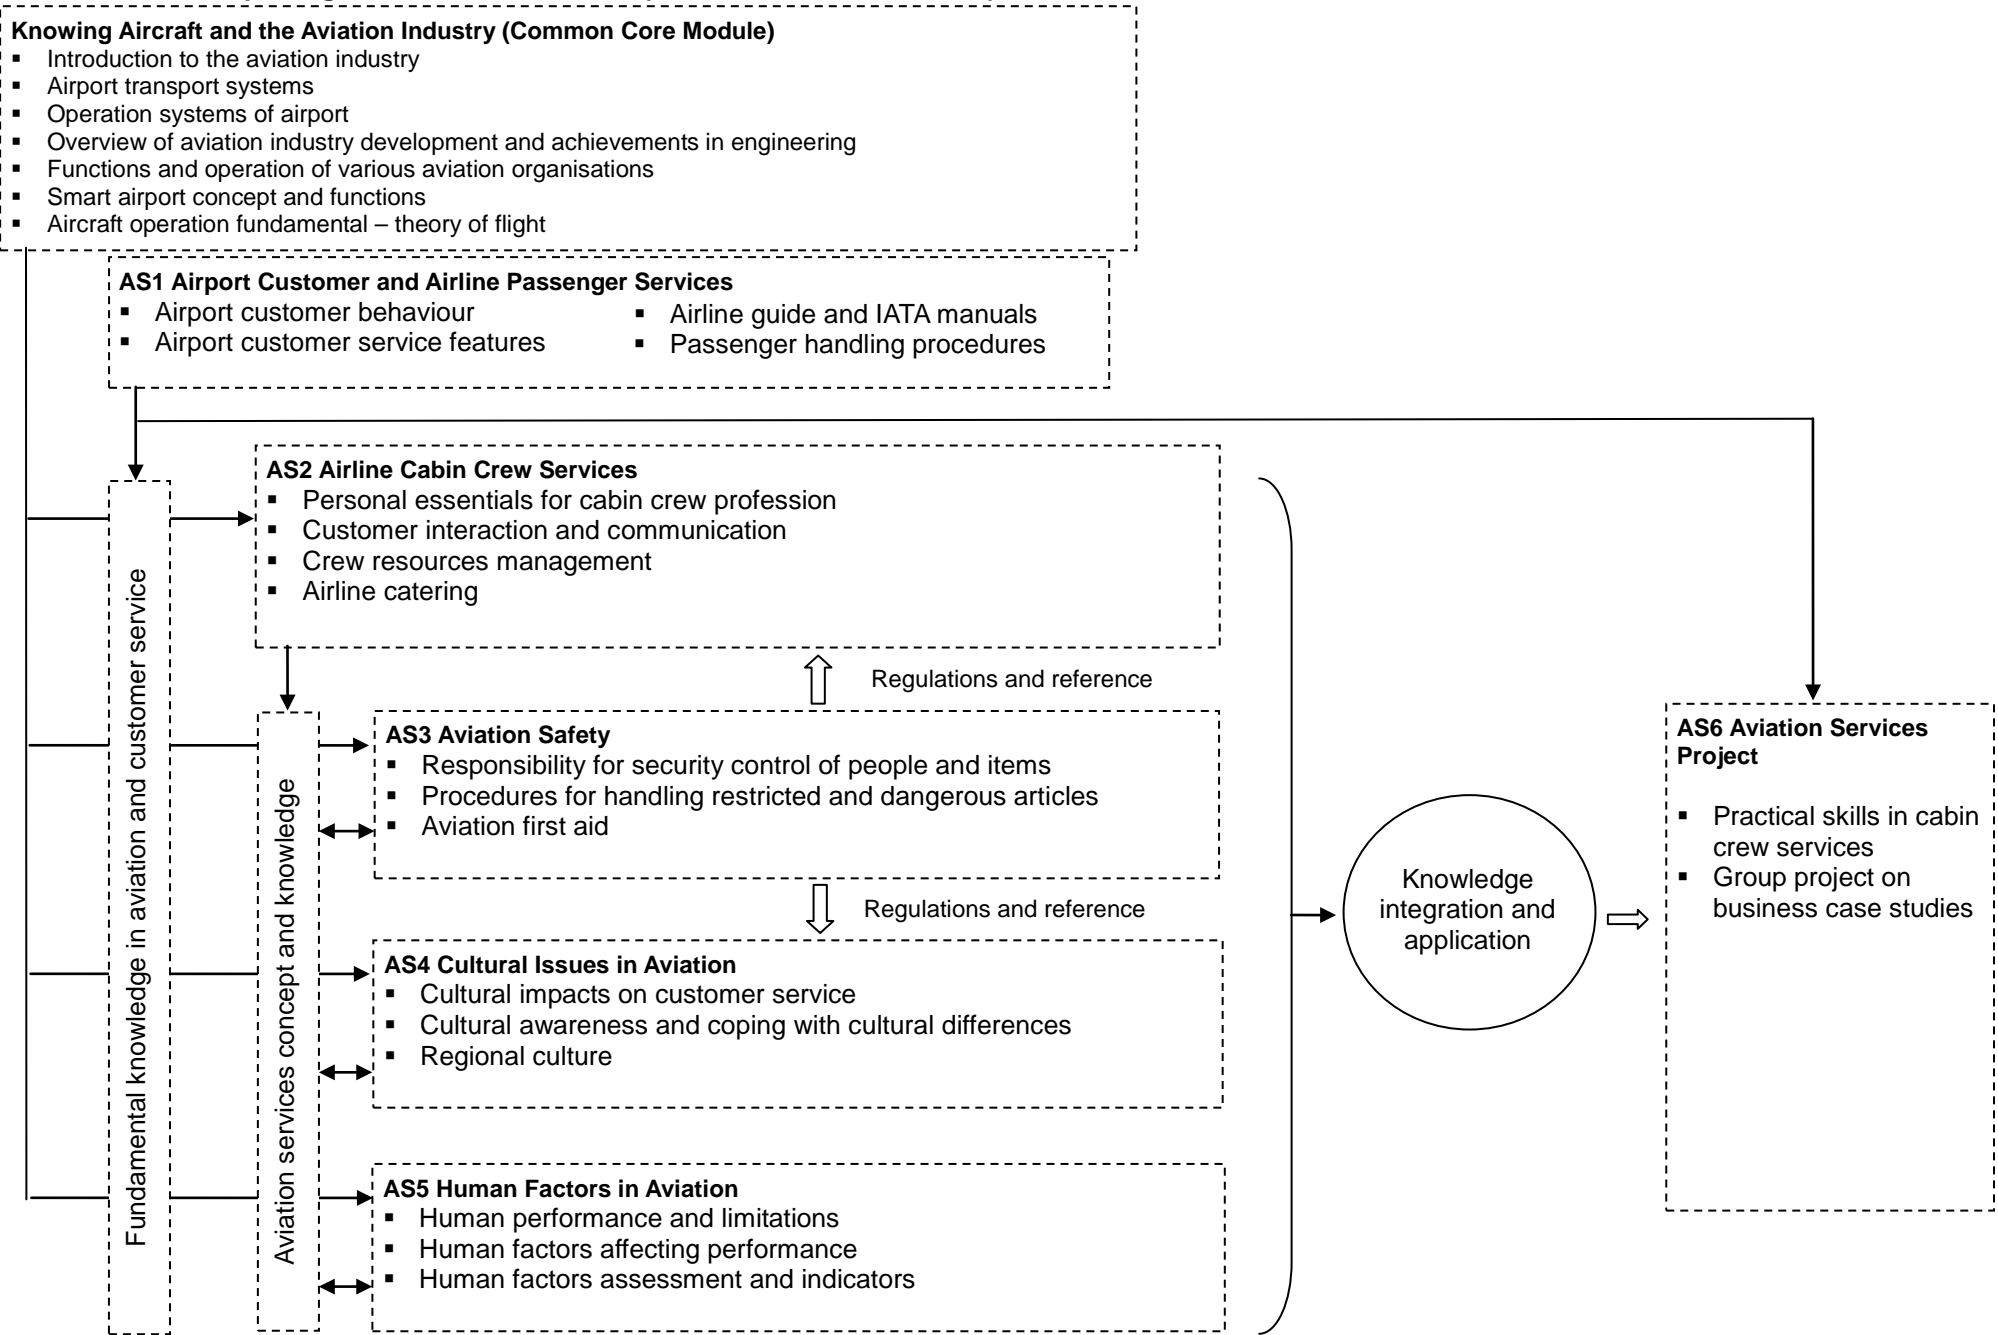 Knowing Aircraft and the Aviation Industry (Common Core Module)
▪ Introduction to the aviation industry
▪ Airport transport systems
▪ Operation systems of airport
▪ Overview of aviation industry development and achievements in engineering
▪ Functions and operation of various aviation organisations
▪ Smart airport concept and functions
▪ Aircraft operation fundamental – theory of flight
AS1 Airport Customer and Airline Passenger Services
▪ Airport customer behaviour
▪ Airport customer service features
▪ Airline guide and IATA manuals
▪ Passenger handling procedures
Fundamental knowledge in aviation and customer service
AS2 Airline Cabin Crew Services
▪ Personal essentials for cabin crew profession
▪ Customer interaction and communication
▪ Crew resources management
▪ Airline catering
Regulations and reference
Aviation services concept and knowledge
AS3 Aviation Safety
▪ Responsibility for security control of people and items
▪ Procedures for handling restricted and dangerous articles
▪ Aviation first aid
Regulations and reference
AS4 Cultural Issues in Aviation
▪ Cultural impacts on customer service
▪ Cultural awareness and coping with cultural differences
▪ Regional culture
AS5 Human Factors in Aviation
▪ Human performance and limitations
▪ Human factors affecting performance
▪ Human factors assessment and indicators
Knowledge
integration and
application
AS6 Aviation Services
Project
▪ Practical skills in cabin
crew services
▪ Group project on
business case studies